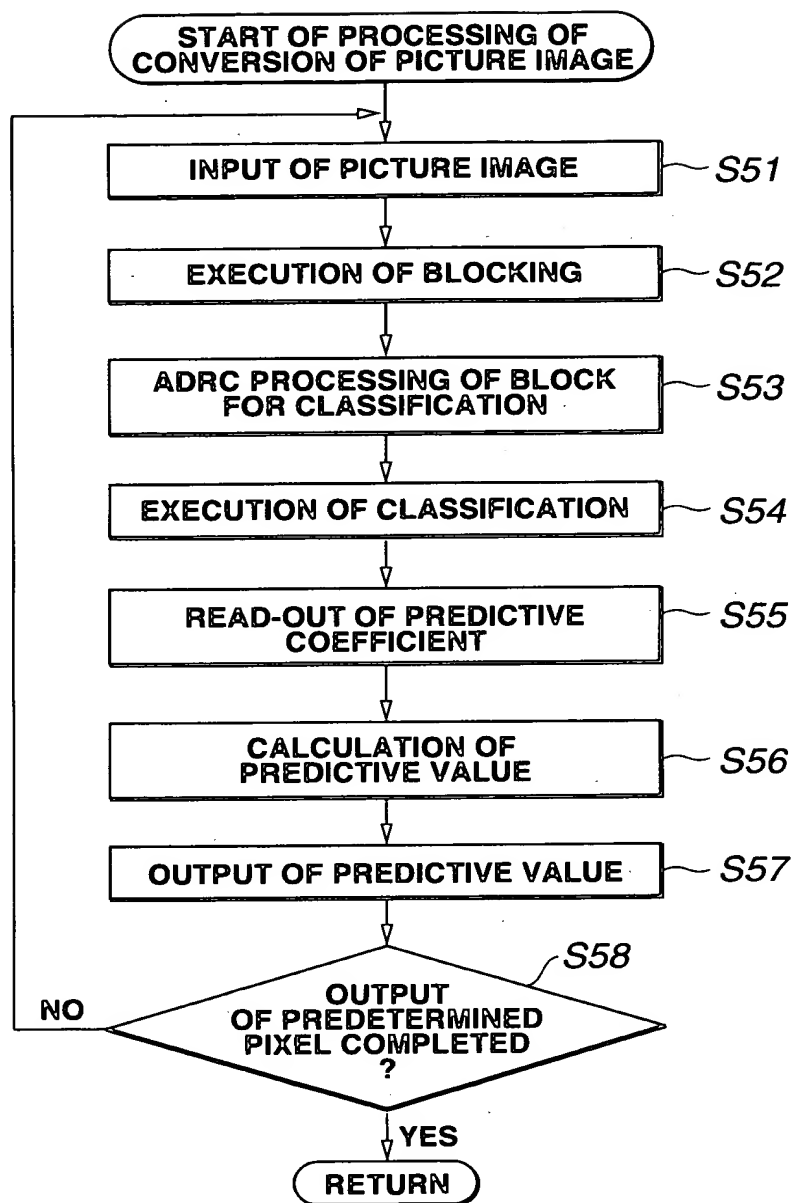 START OF PROCESSING OF
CONVERSION OF PICTURE IMAGE
INPUT OF PICTURE IMAGE
S51
EXECUTION OF BLOCKING
S52
ADRC PROCESSING OF BLOCK
FOR CLASSIFICATION
S53
EXECUTION OF CLASSIFICATION
S54
READ-OUT OF PREDICTIVE
COEFFICIENT
S55
CALCULATION OF
PREDICTIVE VALUE
S56
OUTPUT OF PREDICTIVE VALUE
S57
S58
NO
OUTPUT
OF PREDETERMINED
PIXEL COMPLETED
?
YES
RETURN